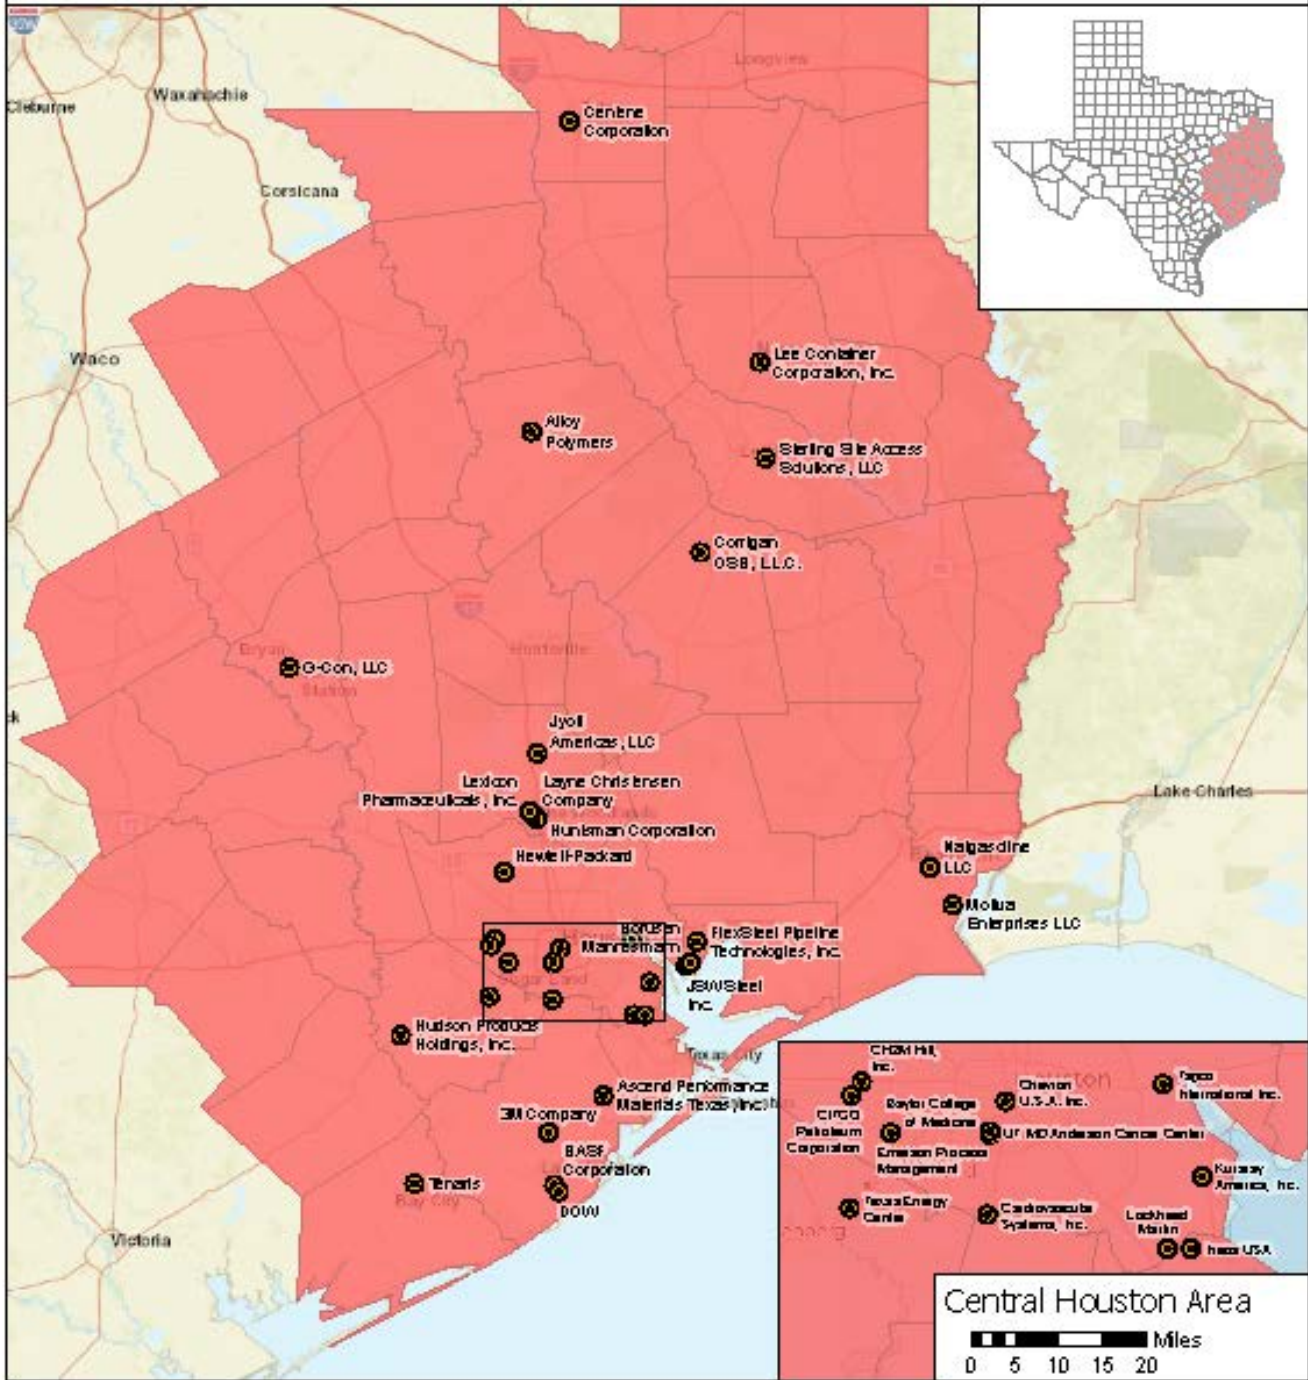 Longview
Waxahachie
Cleburne
Centene
Corporation
Corsicana
Waco
Lee Container
Corporation, Inc.
Alloy
Polymers
Sterling Site Access
Solutions, LLC
Corrigan
OSB, L.L.C.
Bryan
G-Con, LLC
Station
Huntsville
Jyoti
Americas, LLC
Lexicon
Pharmaceuticals, Inc.
Layne Christensen
Company
Huntsman Corporation
Lake Charles
Hewlett-Packard
Natgasoline
LLC
Moliua
Enterprises LLC
Borusan
Mannesmann
FlexSteel Pipeline
Technologies, Inc.
Sugar Land
JSW Steel
Inc.
Hudson Products
Holdings, Inc.
Texas City
Ascend Performance
Materials Texas, Inc.
3M Company
BASF
Corporation
Tenaris
Bay City
DOW
Victoria
CH2M Hill,
Inc.
Houston
Chevron
U.S.A. Inc.
Tapco
International Inc.
CITGO
Petroleum
Corporation
Baylor College
of Medicine
UT MD Anderson Cancer Center
Emerson Process
Management
Kuraray
America, Inc.
Texas Energy
Center
Cardiovascular
Systems, Inc.
Lockheed
Martin
Ineos USA
Central Houston Area
Miles
0 5 10 15 20